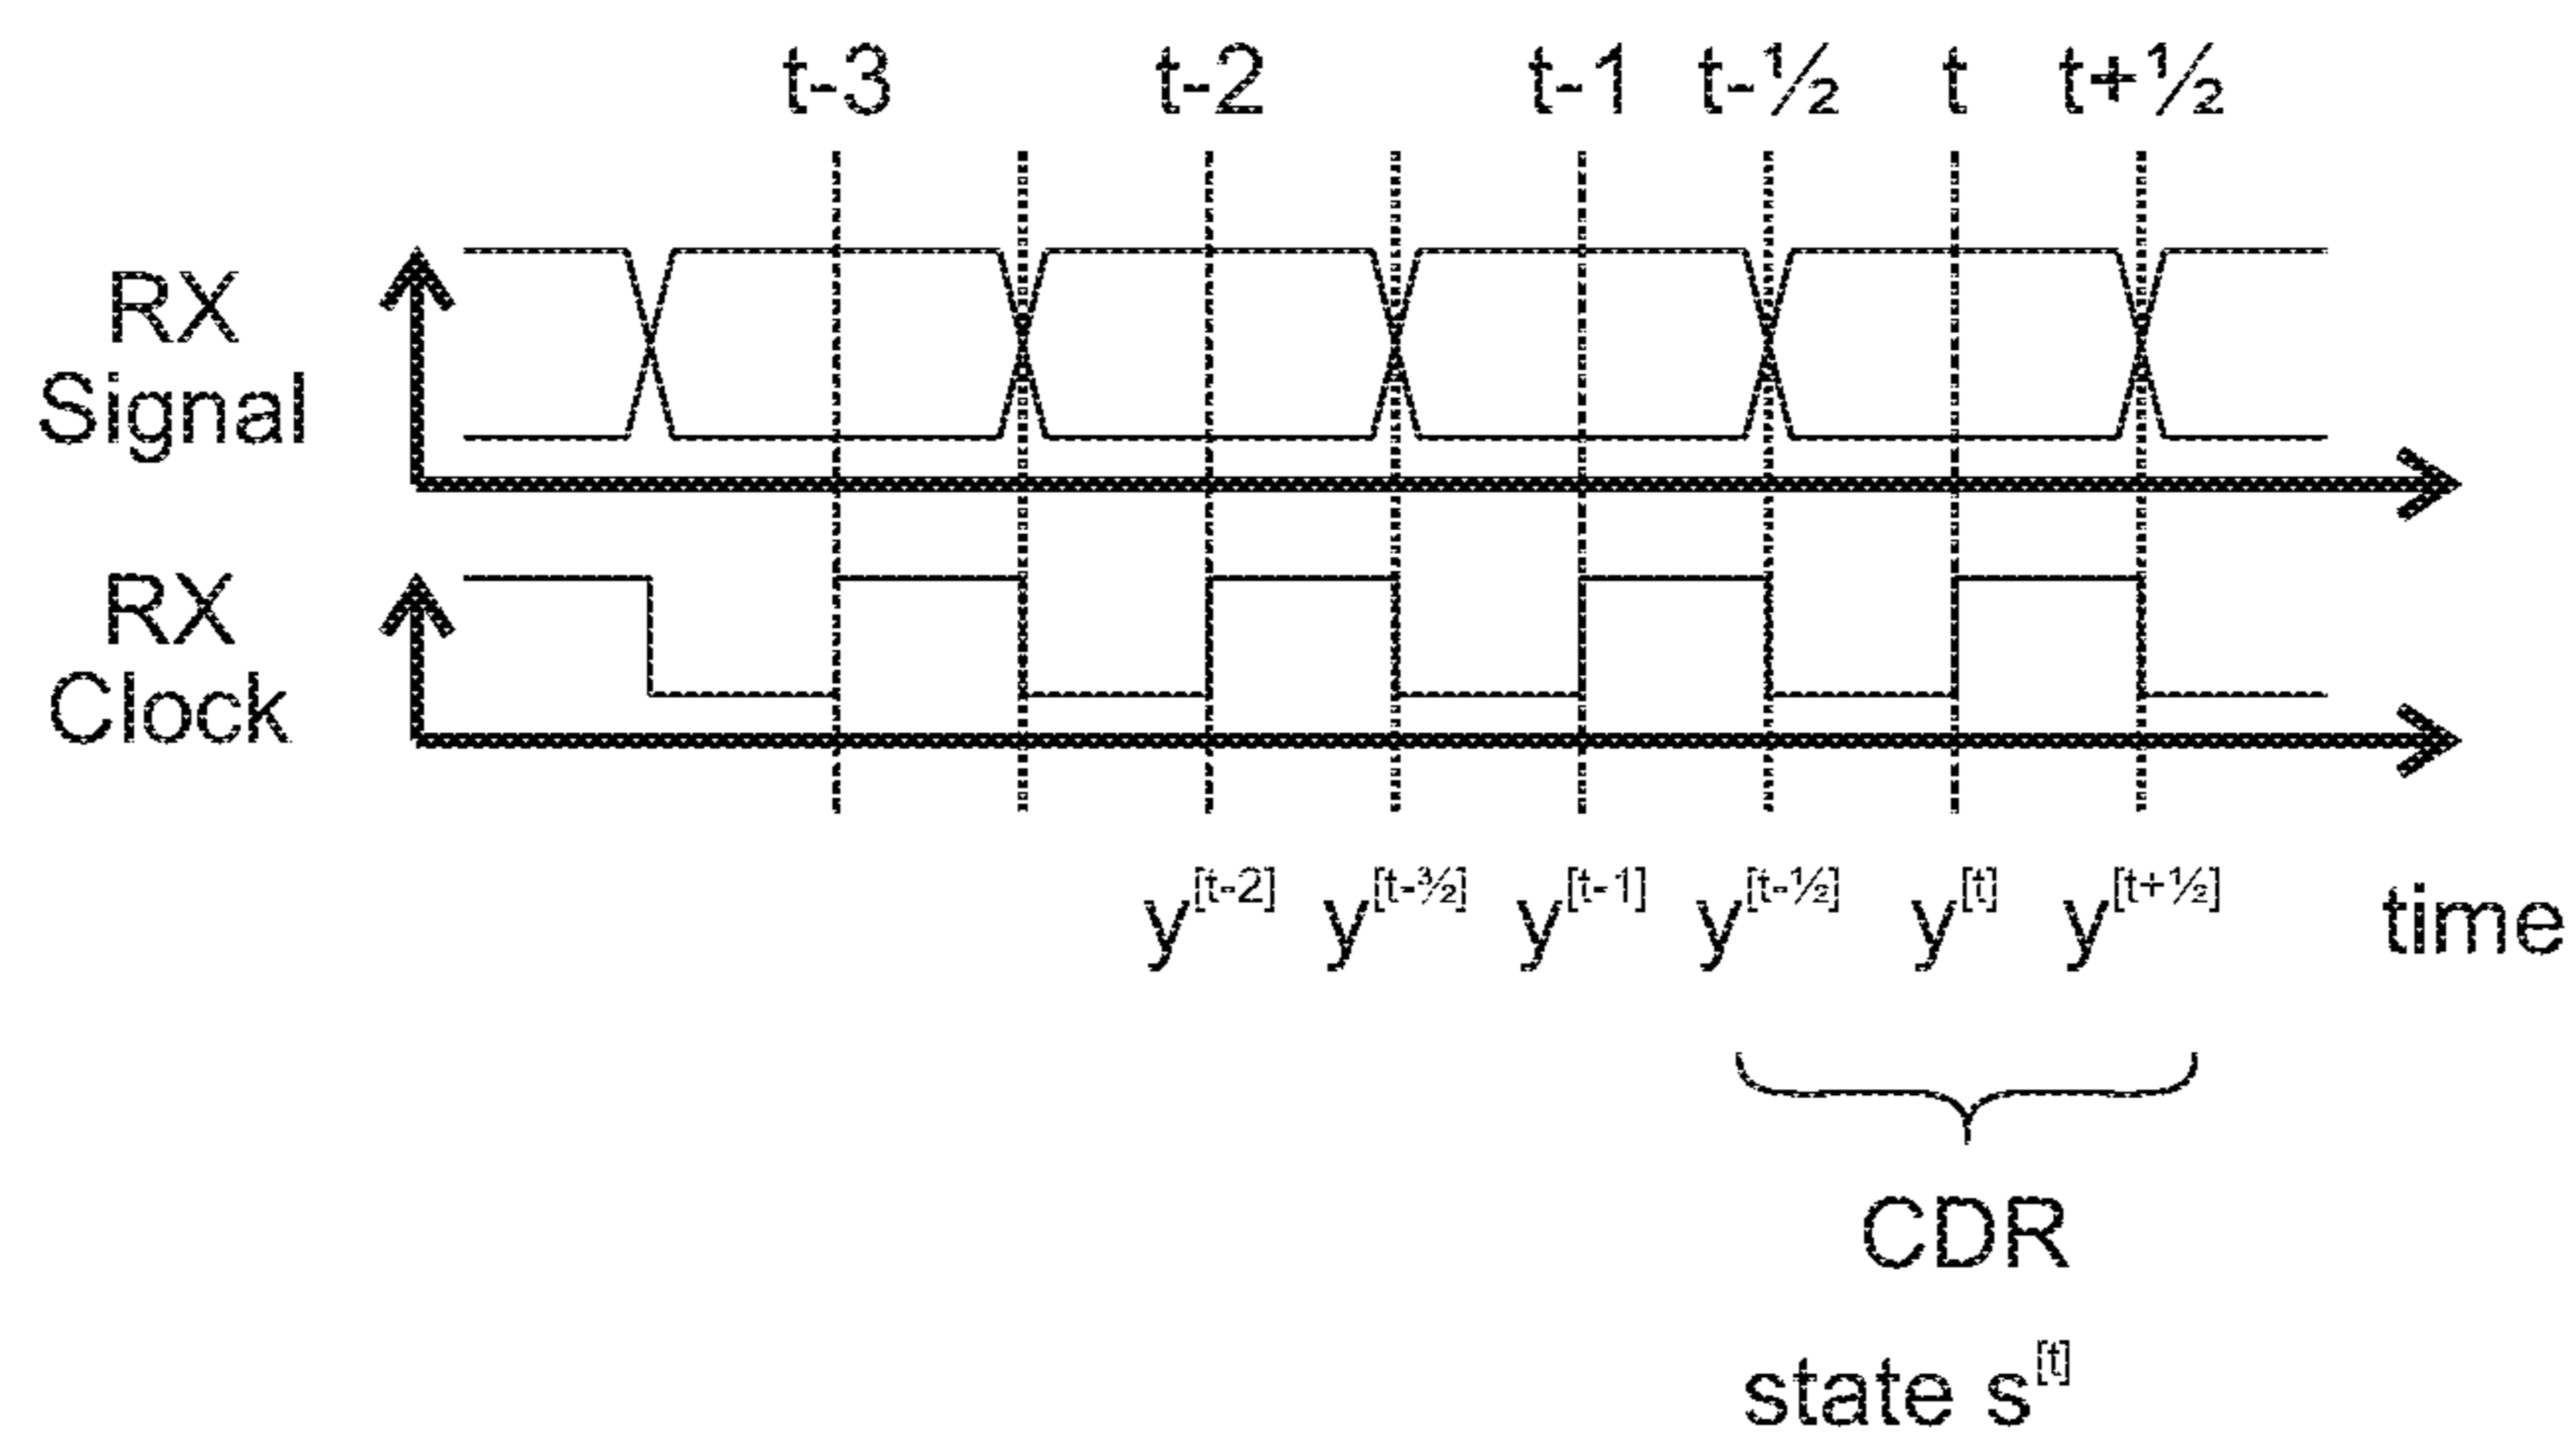 t-3 t-2 t-1 t-½ t t+½
RX
Signal
RX
Clock
y[t-2] y[t-³⁄₂] y[t-1] y[t-½] y[t] y[t+½] time
CDR
state s[t]